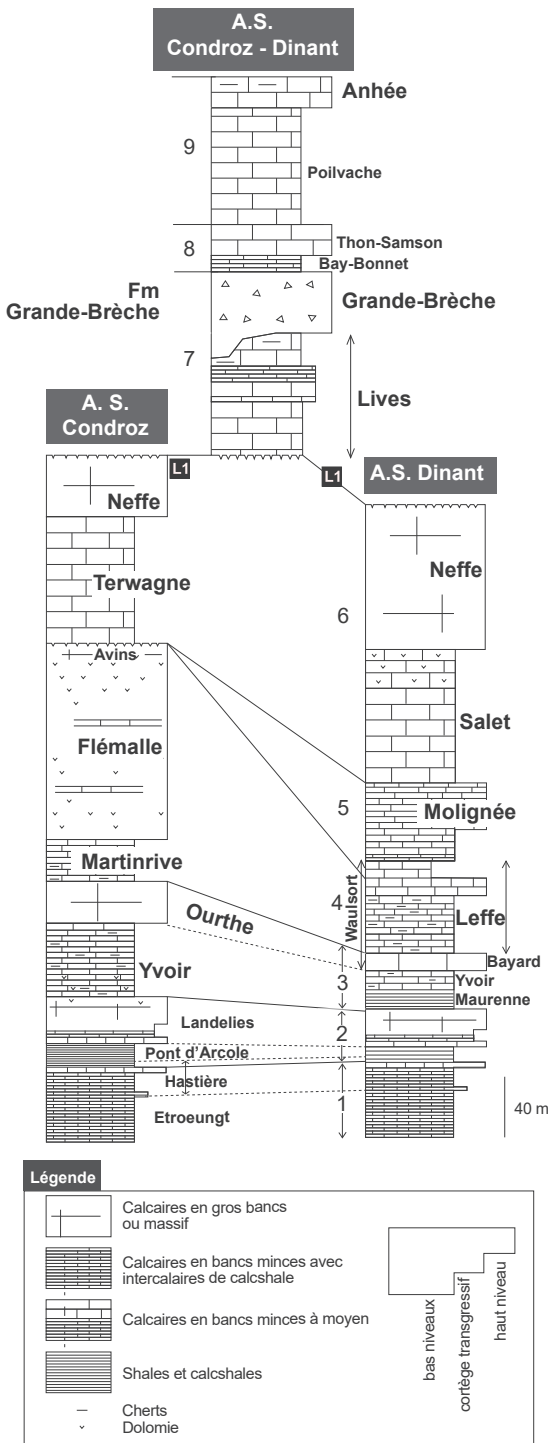 A.S.
Condroz - Dinant
Anhée
9
Poilvache
8
Thon-Samson
Bay-Bonnet
Fm
Grande-Brèche
Grande-Brèche
7
Lives
A. S.
Condroz
L1
L1
A.S. Dinant
Neffe
Neffe
Terwagne
6
Avins
Salet
Flémalle
5
Molignée
Martinrive
Waulsort
4
Ourthe
Leffe
Bayard
Yvoir
3
Yvoir
Maurenne
Landelies
2
Pont d'Arcole
Hastière
1
Etroeungt
40 m
Légende
Calcaires en gros bancs
ou massif
Calcaires en bancs minces avec
intercalaires de calcshale
Calcaires en bancs minces à moyen
Shales et calcshales
Cherts
Dolomie
bas niveaux
cortège transgressif
haut niveau